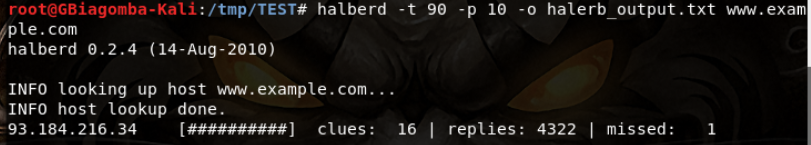 root@GBiagomba-Kali:/tmp/TEST# halberd -t 90 -p 10 -o halerb_output.txt www.exam
ple.com
halberd 0.2.4 (14-Aug-2010)
INFO looking up host www.example.com...
INFO host lookup done.
93.184.216.34    [##########]  clues:  16 | replies: 4322 | missed:   1